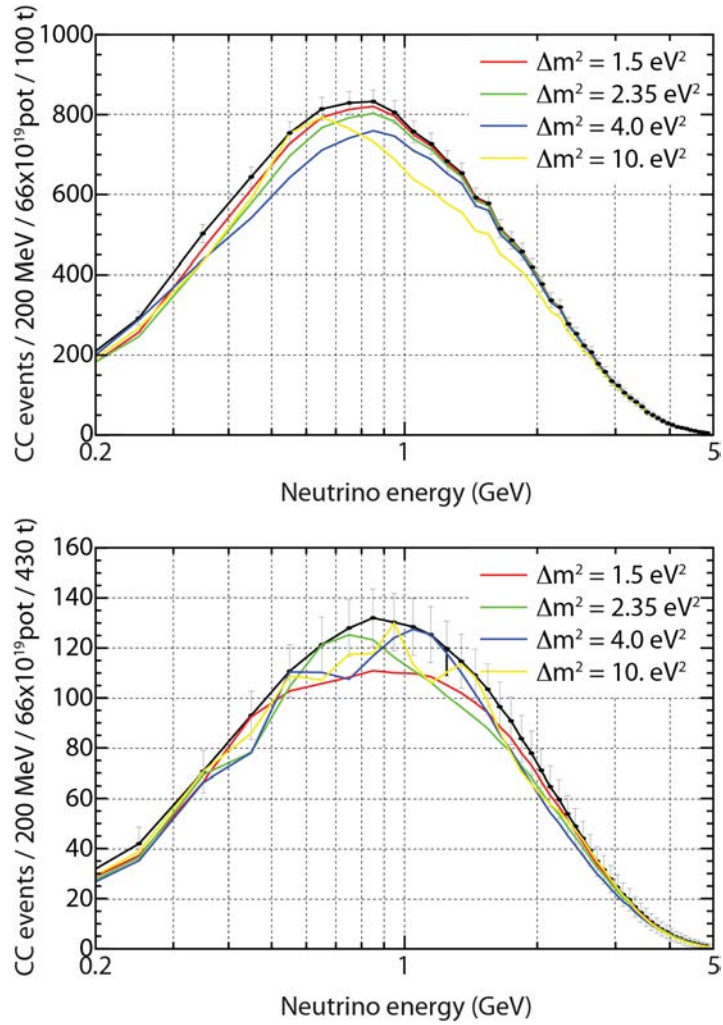 CC events / 200 MeV / 66x10¹⁹pot / 100 t)
1000
800
600
400
200
0
Δm² = 1.5 eV²
Δm² = 2.35 eV²
Δm² = 4.0 eV²
Δm² = 10. eV²
0.2
1
5
Neutrino energy (GeV)
CC events / 200 MeV / 66x10¹⁹pot / 430 t)
160
140
120
100
80
60
40
20
0
Δm² = 1.5 eV²
Δm² = 2.35 eV²
Δm² = 4.0 eV²
Δm² = 10. eV²
0.2
1
5
Neutrino energy (GeV)